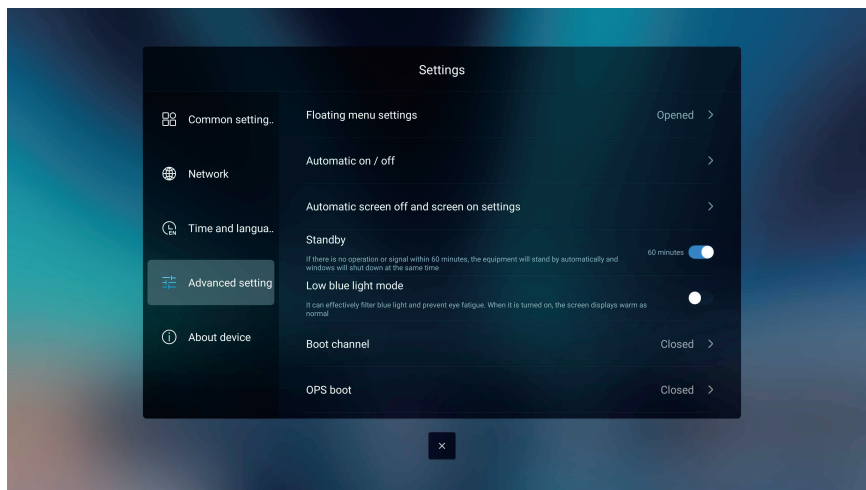 Settings
Common setting..
Network
Time and langua..
Advanced setting
About device
Floating menu settings
Opened
Automatic on / off
Automatic screen off and screen on settings
Standby
If there is no operation or signal within 60 minutes, the equipment will stand by automatically and
windows will shut down at the same time
60 minutes
Low blue light mode
It can effectively filter blue light and prevent eye fatigue. When it is turned on, the screen displays warm as
normal
Boot channel
Closed
OPS boot
Closed
L
EN